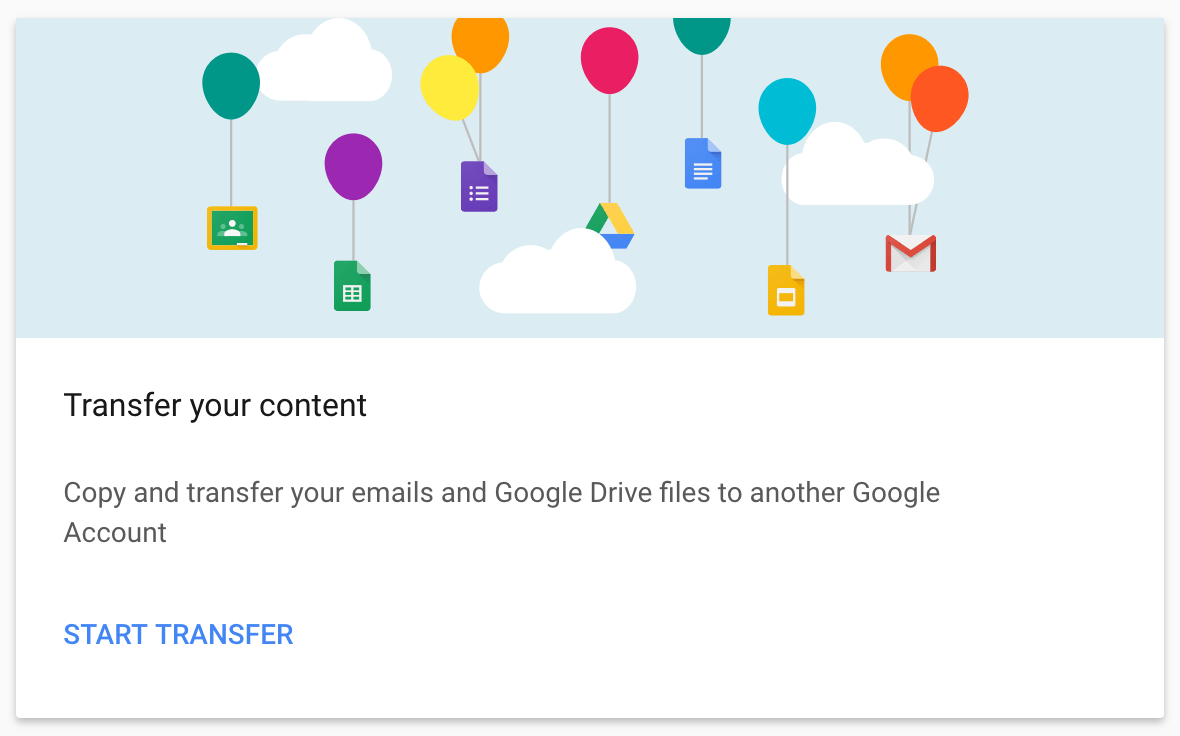 Transfer your content
Copy and transfer your emails and Google Drive files to another Google
Account
START TRANSFER